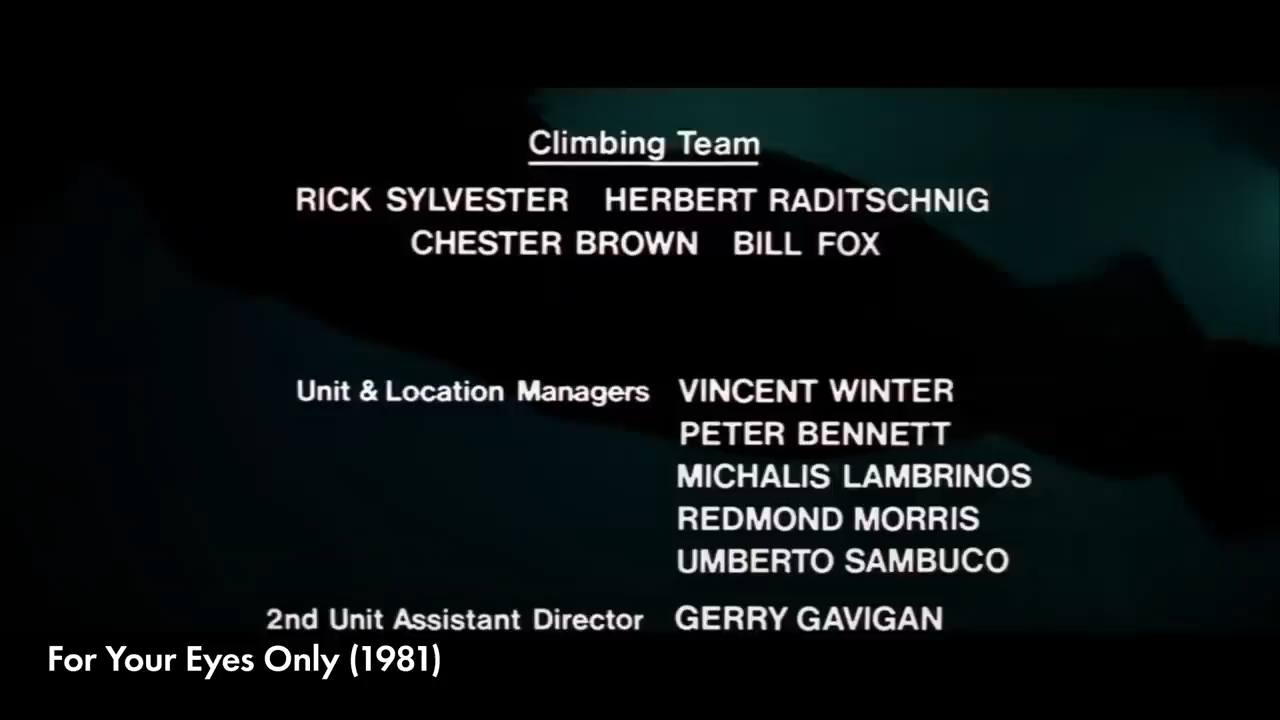 Climbing Team
RICK SYLVESTER HERBERT RADITSCHNIG
CHESTER BROWN BILL FOX
Unit & Location Managers VINCENT WINTER
PETER BENNETT
MICHALIS LAMBRINOS
REDMOND MORRIS
UMBERTO SAMBUCO
2nd Unit Assistant Director GERRY GAVIGAN
For Your Eyes Only (1981)